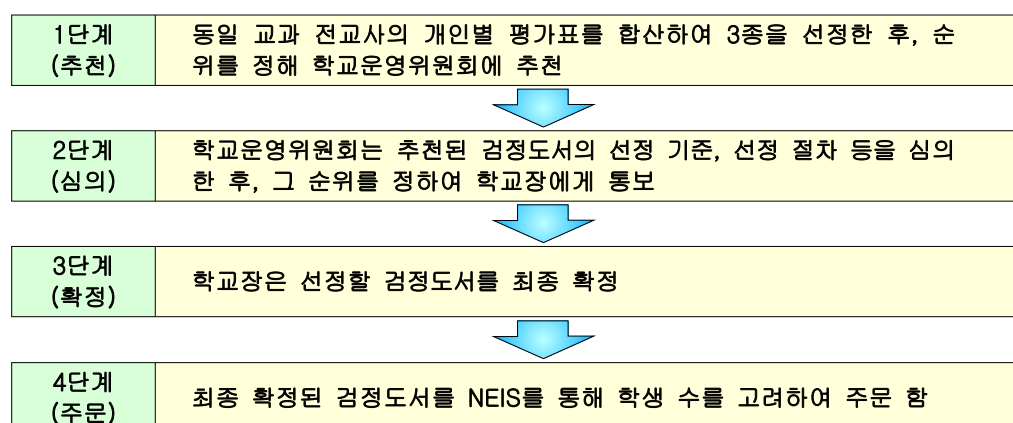 1단계
(추천)
동일 교과 전교사의 개인별 평가표를 합산하여 3종을 선정한 후, 순
위를 정해 학교운영위원회에 추천
2단계
(심의)
학교운영위원회는 추천된 검정도서의 선정 기준, 선정 절차 등을 심의
한 후, 그 순위를 정하여 학교장에게 통보
3단계
(확정)
학교장은 선정할 검정도서를 최종 확정
4단계
(주문)
최종 확정된 검정도서를 NEIS를 통해 학생 수를 고려하여 주문 함